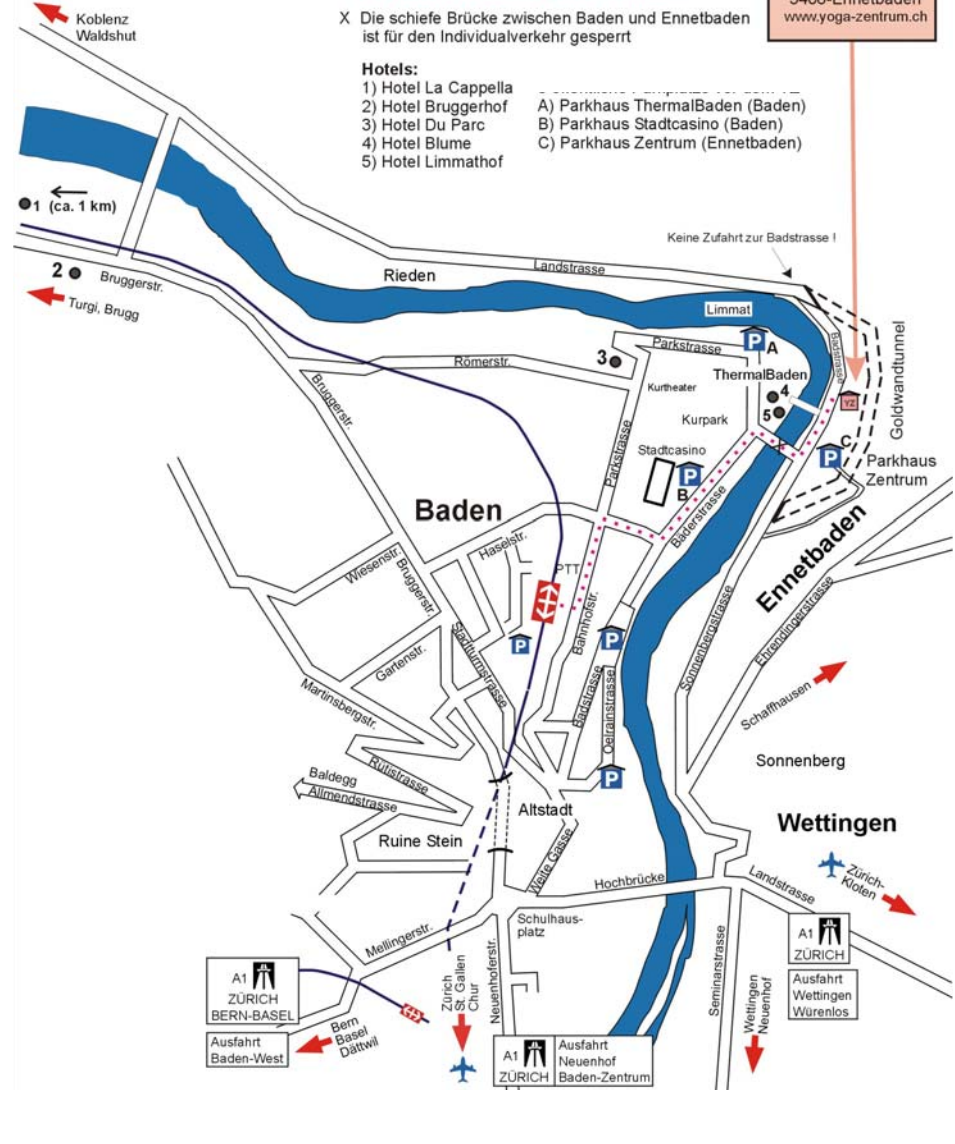 Koblenz
Waldshut
X Die schiefe Brücke zwischen Baden und Ennetbaden
ist für den Individualverkehr gesperrt
www.yoga-zentrum.ch
Hotels:
1) Hotel La Cappella
2) Hotel Bruggerhof
3) Hotel Du Parc
4) Hotel Blume
5) Hotel Limmathof
A) Parkhaus ThermalBaden (Baden)
B) Parkhaus Stadtcasino (Baden)
C) Parkhaus Zentrum (Ennetbaden)
1 (ca. 1 km)
Keine Zufahrt zur Badstrasse !
2
Bruggerstr.
Turgi, Brugg
Rieden
Landstrasse
Limmat
P
A
Parkstrasse
3
Römerstr.
ThermalBaden
Badstrasse
Goldwandtunnel
Kurtheater
4
5
YZ
Kurpark
Bruggerstr.
Parkstrasse
Stadtcasino
P
B
P
C
Parkhaus
Zentrum
Baden
Baderstrasse
Ennetbaden
Haselstr.
PTT
Wiesenstr.
Bruggerstr.
Bahnhofstr.
P
P
Gartenstr.
Stadtturmstrasse
Sonnenbergstrasse
Ehrendingerstrasse
Martinsbergstr.
Badstrasse
Oelrainstrasse
Schaffhausen
Sonnenberg
Rütistrasse
Baldegg
Allmendstrasse
P
Altstadt
Ruine Stein
Wettingen
Weite Gasse
Hochbrücke
Landstrasse
Zürich-
Kloten
Schulhaus-
platz
Mellingerstr.
Neuenhoferstr.
Seminarstrasse
A1
ZÜRICH
Ausfahrt
Wettingen
Würenlos
A1
ZÜRICH
BERN-BASEL
Ausfahrt
Baden-West
Bern
Basel
Dättwil
Zürich
St. Gallen
Chur
Wettingen
Neuenhof
A1
ZÜRICH
Ausfahrt
Neuenhof
Baden-Zentrum